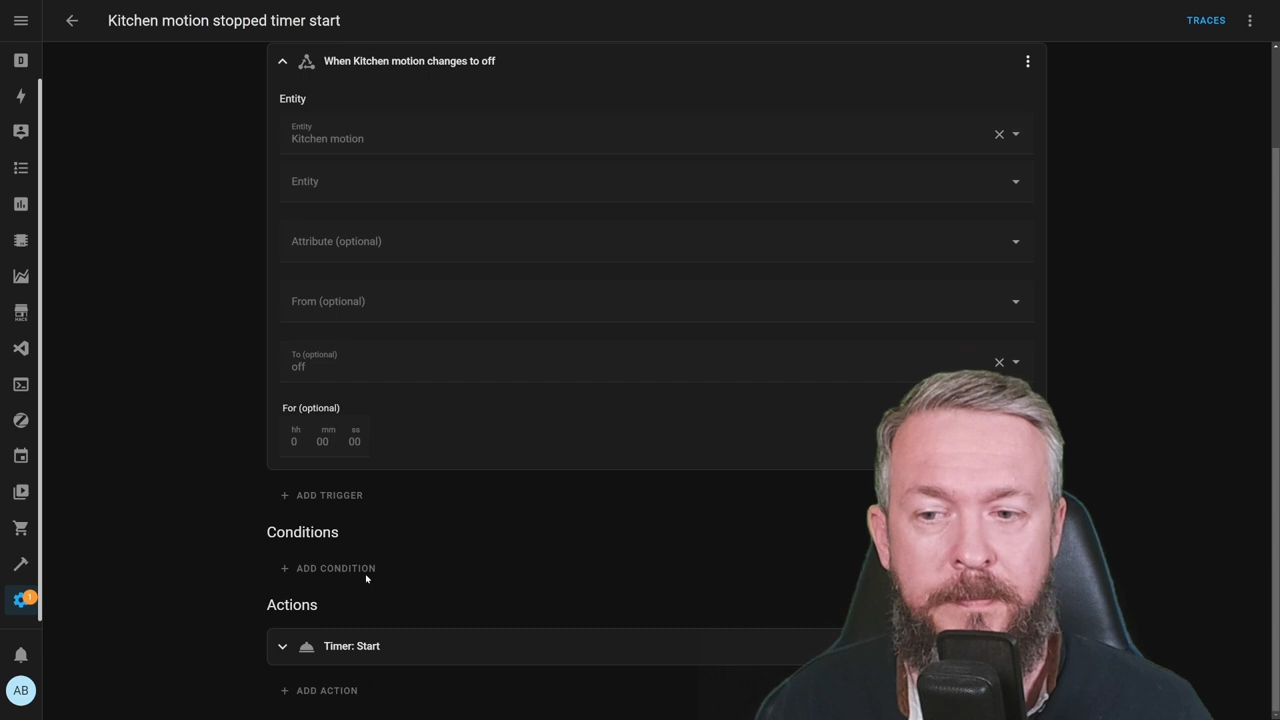 Kitchen motion stopped timer start
TRACES
D
When Kitchen motion changes to off
Entity
Entity
Kitchen motion
Entity
Attribute (optional)
From (optional)
To (optional)
off
For (optional)
hh mm ss
0 00 00
+ ADD TRIGGER
Conditions
+ ADD CONDITION
Actions
1
Timer: Start
+ ADD ACTION
AB
HACS